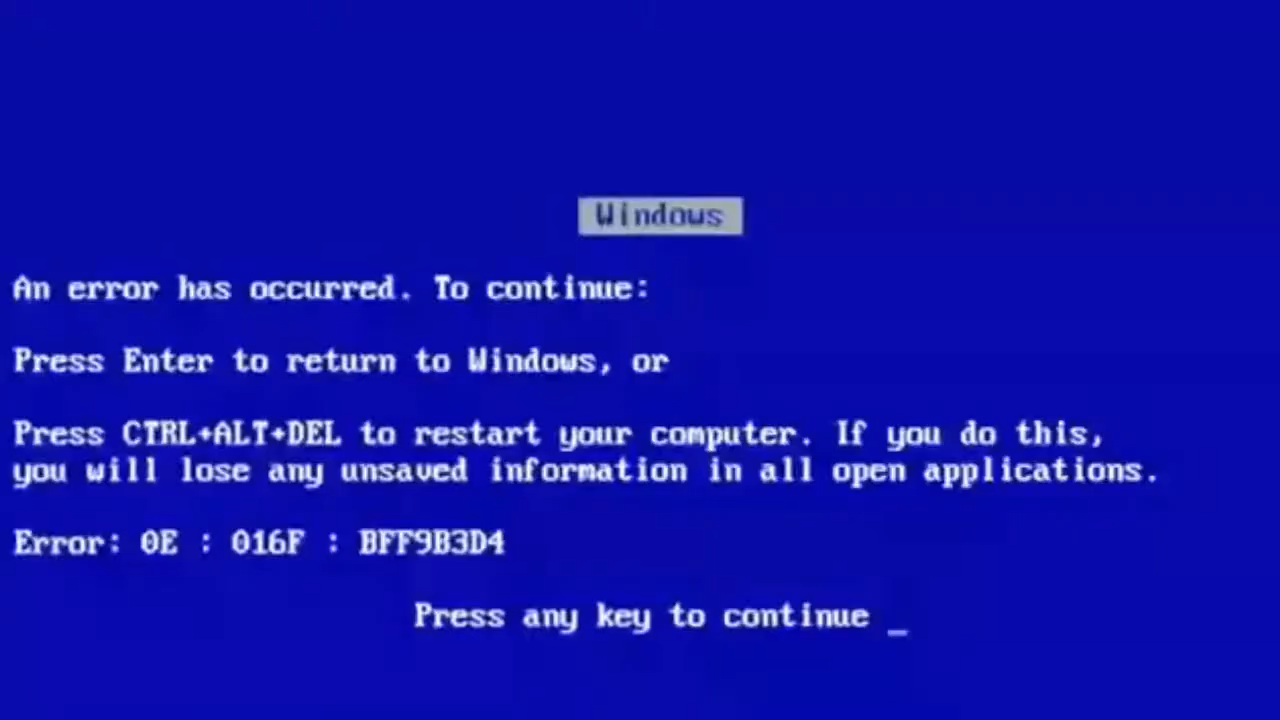 Windows
An error has occurred. To continue:
Press Enter to return to Windows, or
Press CTRL+ALT+DEL to restart your computer. If you do this,
you will lose any unsaved information in all open applications.
Error: 0E : 016F : BFF9B3D4
Press any key to continue _